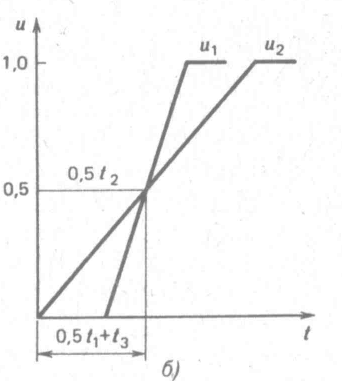 u
1,0
u₁ u₂
0,5 t₂
0,5
0,5 t₁+t₃
t
б)